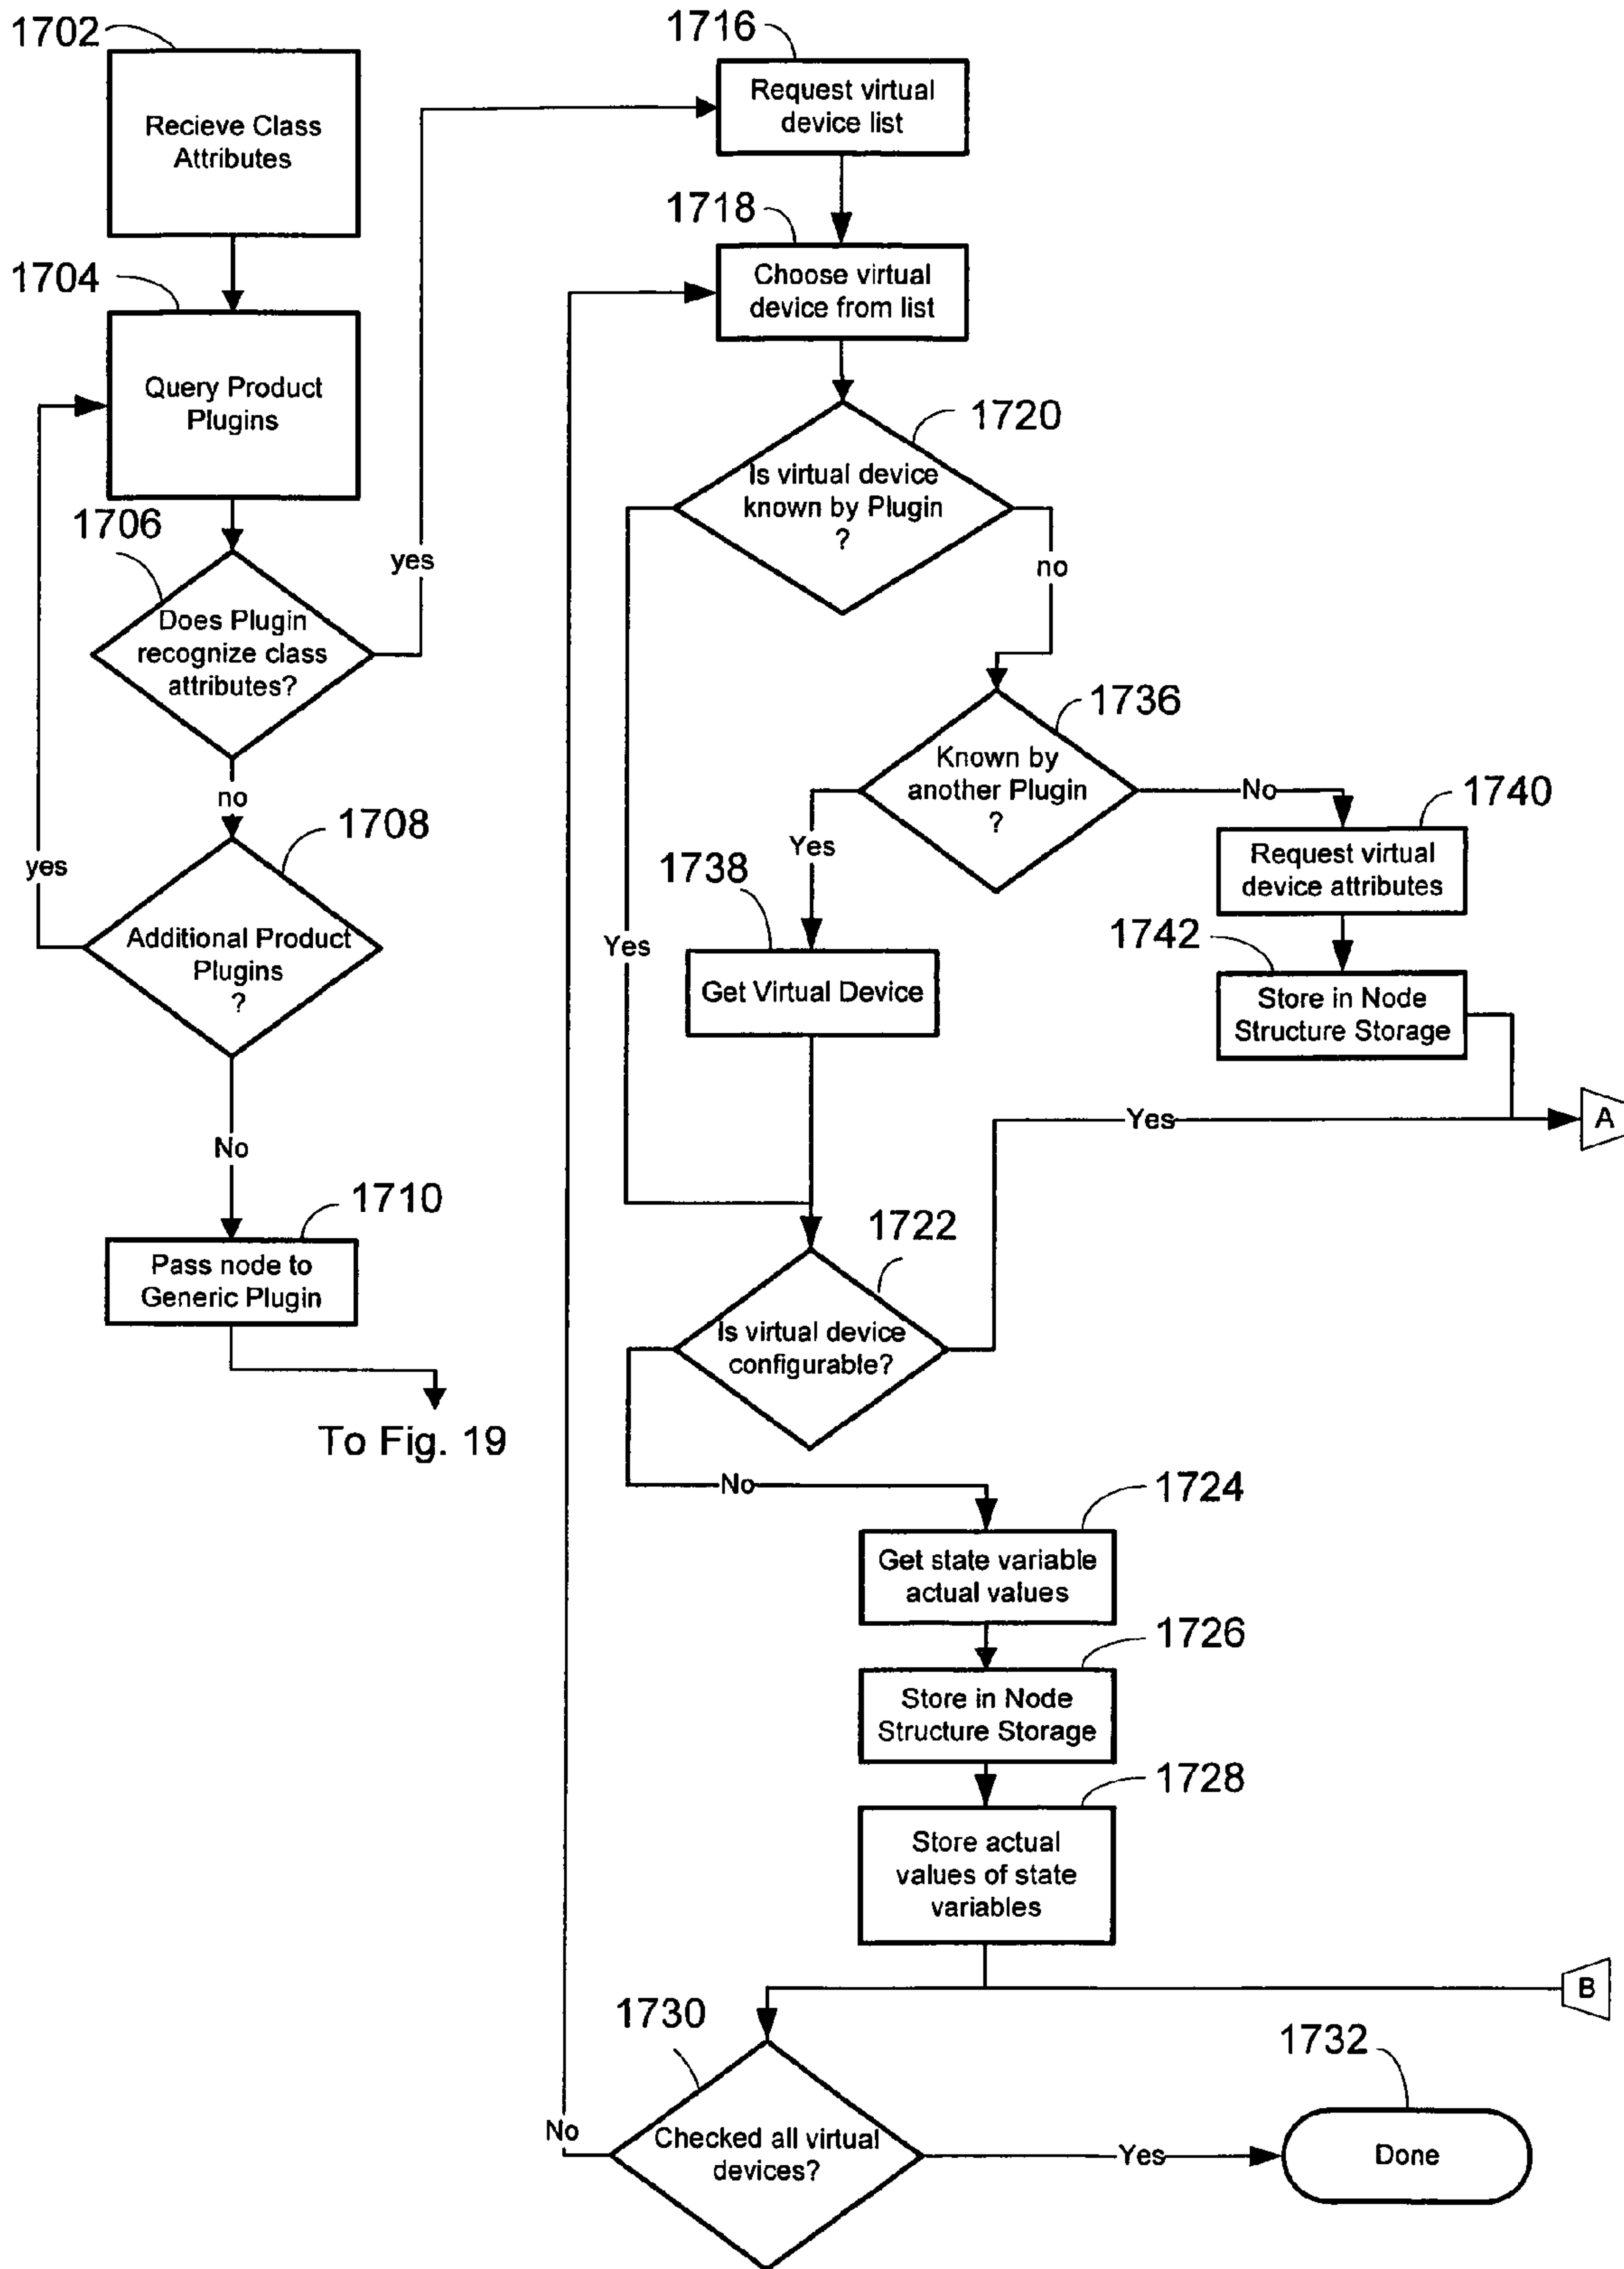 1702
Recieve Class
Attributes
1704
Query Product
Plugins
1706
Does Plugin
recognize class
attributes?
yes
no
1708
Additional Product
Plugins
?
yes
No
1710
Pass node to
Generic Plugin
To Fig. 19
1716
Request virtual
device list
1718
Choose virtual
device from list
1720
Is virtual device
known by Plugin
?
Yes
no
1736
Known by
another Plugin
?
Yes
No
1738
Get Virtual Device
1740
Request virtual
device attributes
1742
Store in Node
Structure Storage
Yes
A
1722
Is virtual device
configurable?
No
1724
Get state variable
actual values
1726
Store in Node
Structure Storage
1728
Store actual
values of state
variables
B
1730
Checked all virtual
devices?
No
Yes
1732
Done